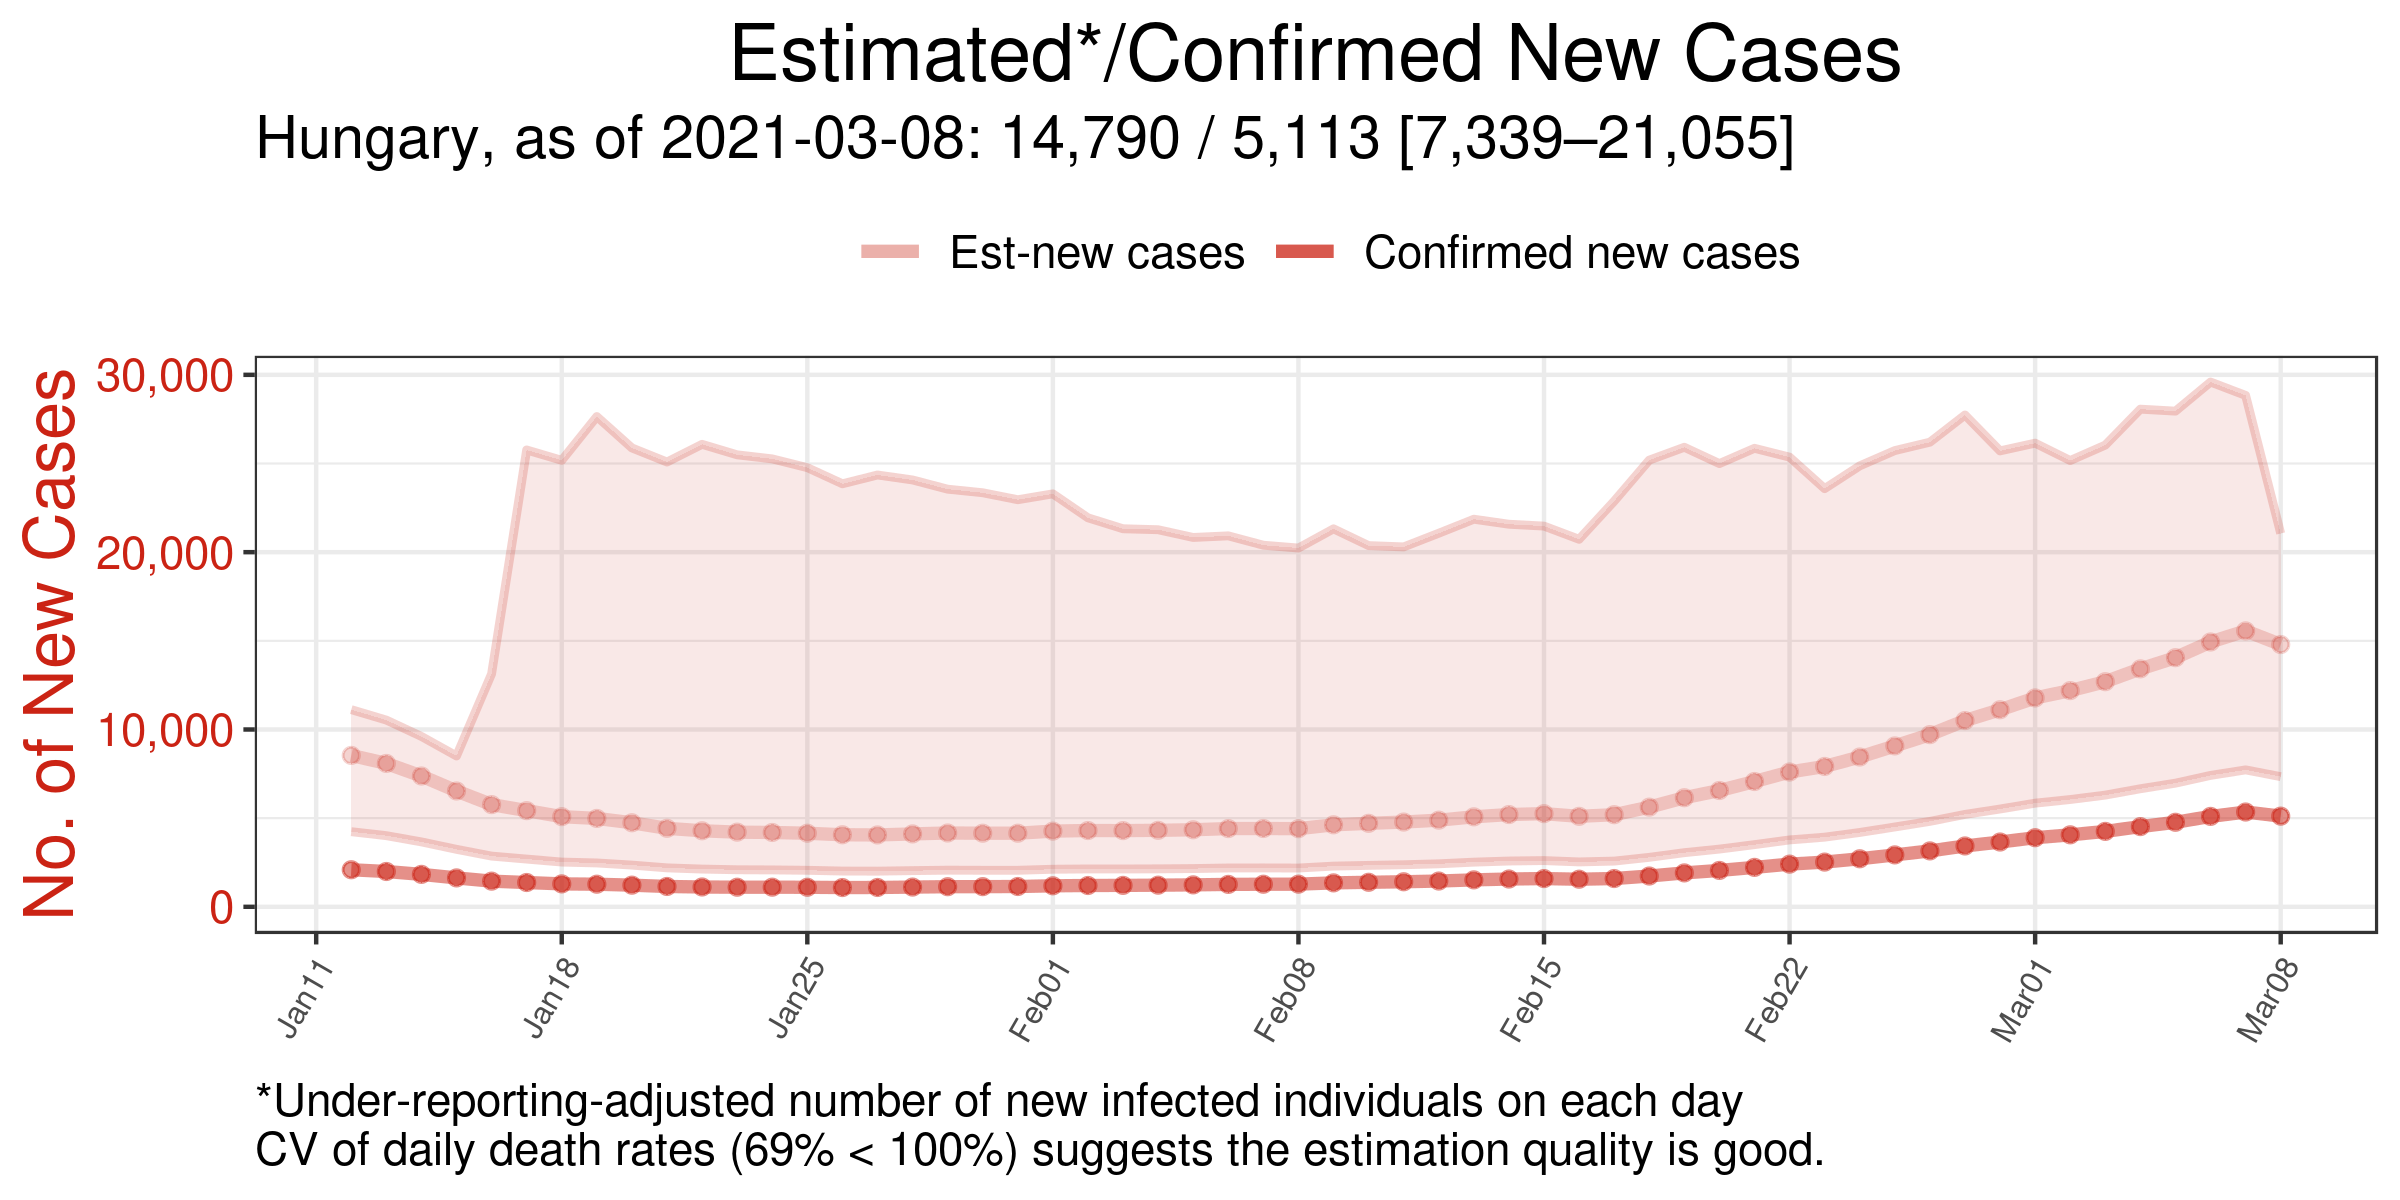 Estimated*/Confirmed New Cases
Hungary, as of 2021-03-08: 14,790 / 5,113 [7,339–21,055]
Est-new cases
Confirmed new cases
No. of New Cases
30,000
20,000
10,000
0
Jan11
Jan18
Jan25
Feb01
Feb08
Feb15
Feb22
Mar01
Mar08
*Under-reporting-adjusted number of new infected individuals on each day
CV of daily death rates (69% < 100%) suggests the estimation quality is good.